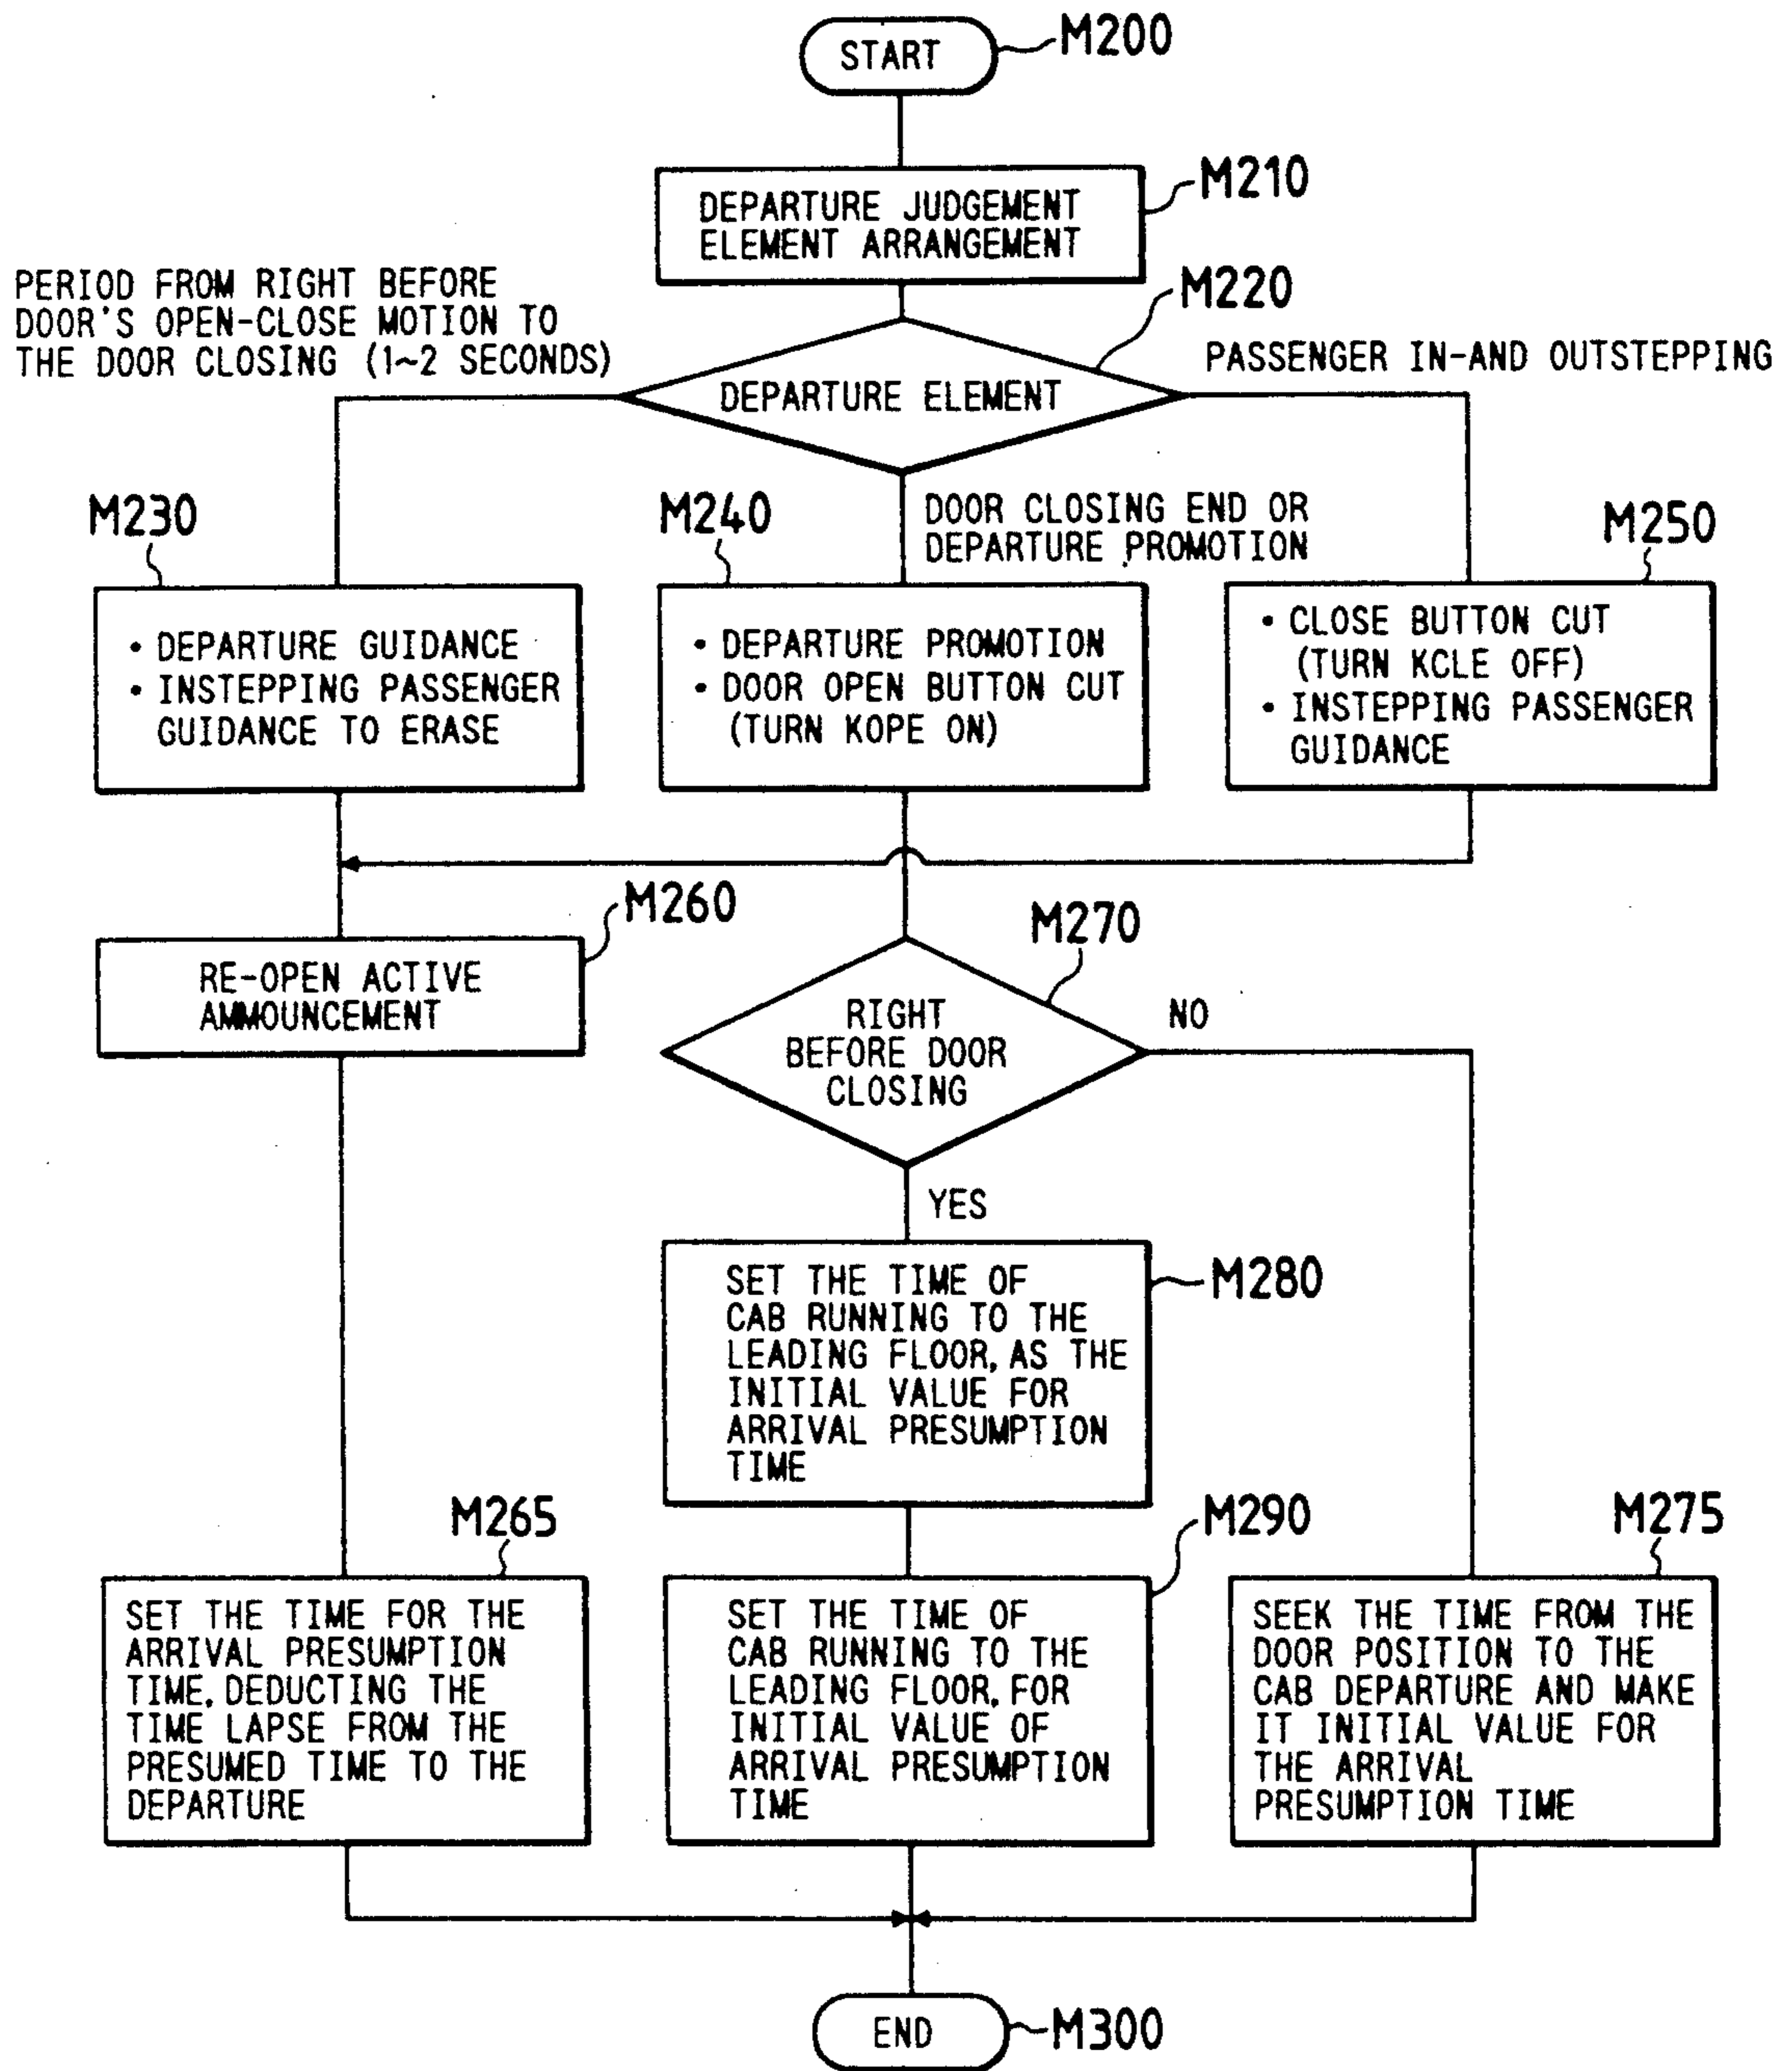 START
M200
DEPARTURE JUDGEMENT
ELEMENT ARRANGEMENT
M210
PERIOD FROM RIGHT BEFORE
DOOR'S OPEN-CLOSE MOTION TO
THE DOOR CLOSING (1~2 SECONDS)
M220
DEPARTURE ELEMENT
PASSENGER IN-AND OUTSTEPPING
DOOR CLOSING END OR
DEPARTURE PROMOTION
M230
• DEPARTURE GUIDANCE
• INSTEPPING PASSENGER
GUIDANCE TO ERASE
M240
• DEPARTURE PROMOTION
• DOOR OPEN BUTTON CUT
(TURN KOPE ON)
M250
• CLOSE BUTTON CUT
(TURN KCLE OFF)
• INSTEPPING PASSENGER
GUIDANCE
M260
RE-OPEN ACTIVE
AMMOUNCEMENT
M270
RIGHT
BEFORE DOOR
CLOSING
NO
YES
SET THE TIME OF
CAB RUNNING TO THE
LEADING FLOOR, AS THE
INITIAL VALUE FOR
ARRIVAL PRESUMPTION
TIME
M280
M265
SET THE TIME FOR THE
ARRIVAL PRESUMPTION
TIME, DEDUCTING THE
TIME LAPSE FROM THE
PRESUMED TIME TO THE
DEPARTURE
M290
SET THE TIME OF
CAB RUNNING TO THE
LEADING FLOOR, FOR
INITIAL VALUE OF
ARRIVAL PRESUMPTION
TIME
M275
SEEK THE TIME FROM THE
DOOR POSITION TO THE
CAB DEPARTURE AND MAKE
IT INITIAL VALUE FOR
THE ARRIVAL
PRESUMPTION TIME
END
M300